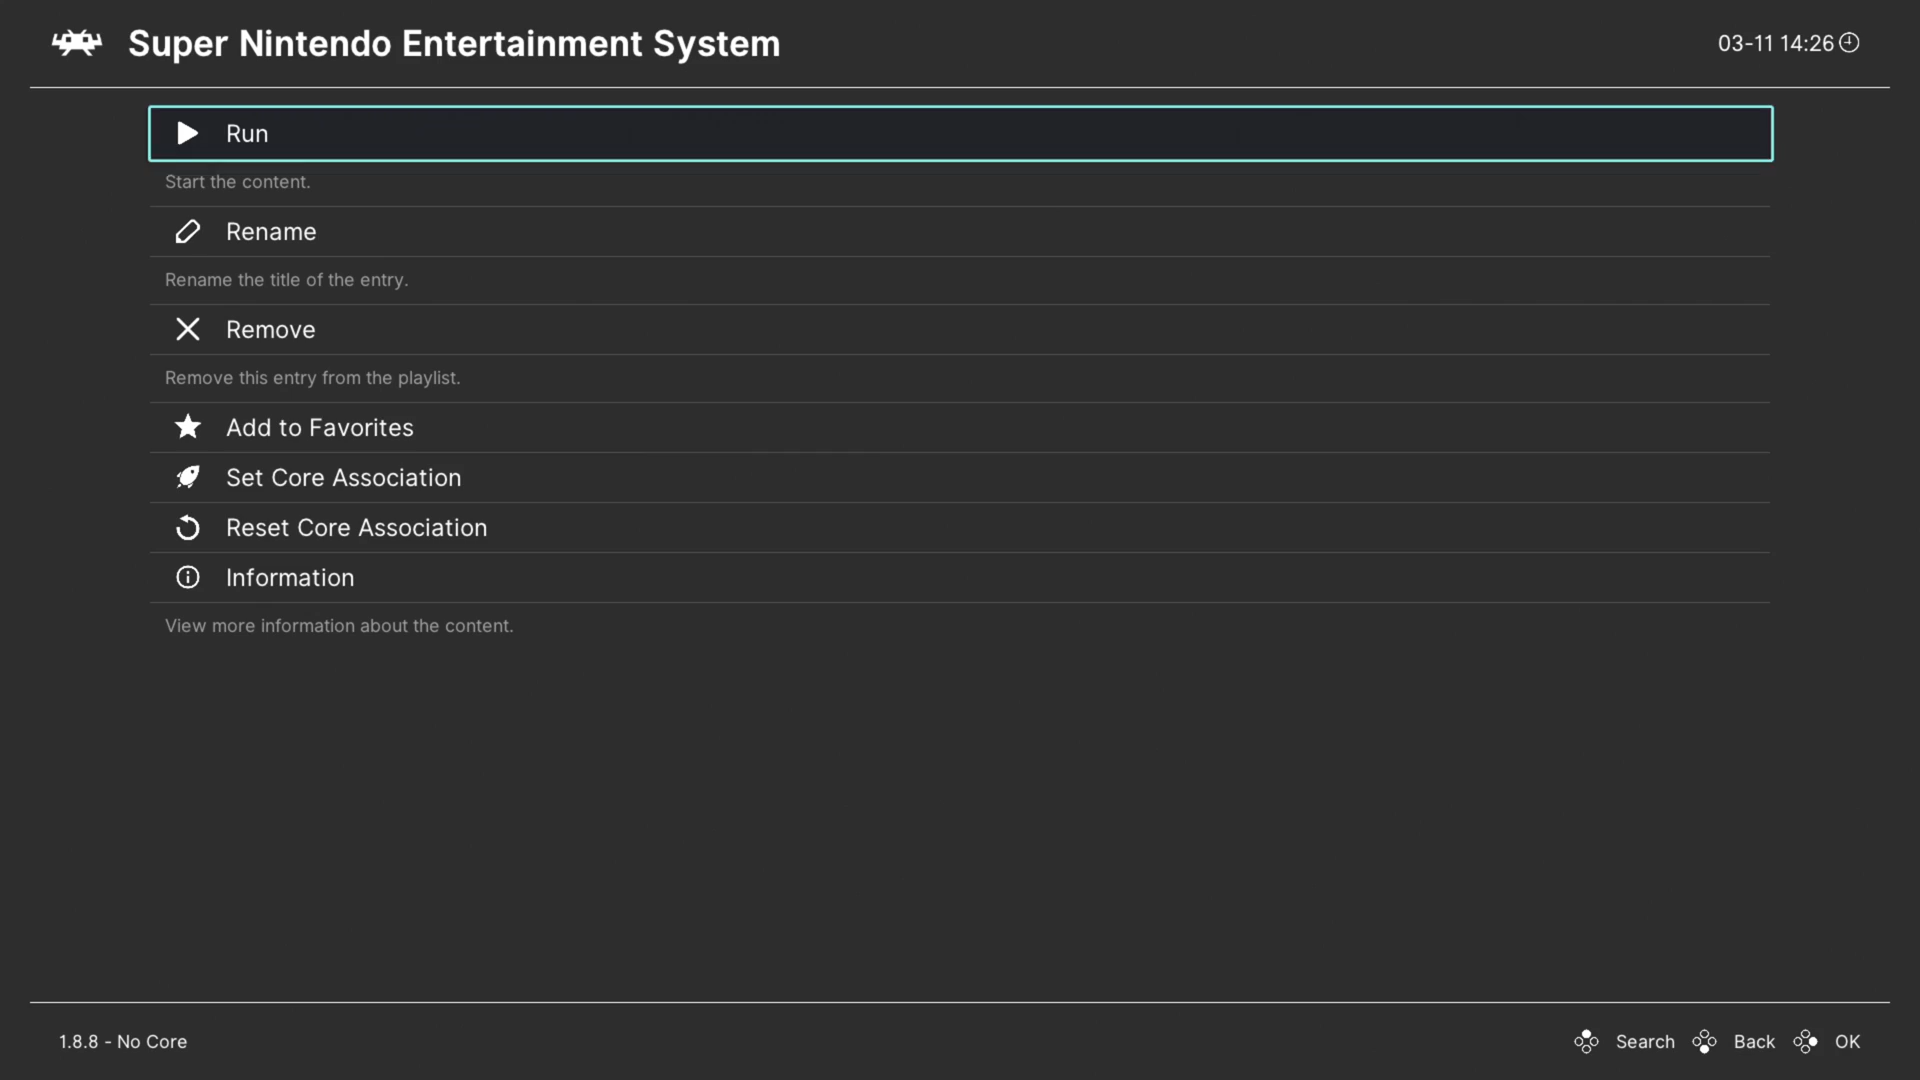 Super Nintendo Entertainment System
03-11 14:26
Run
Start the content.
Rename
Rename the title of the entry.
Remove
Remove this entry from the playlist.
Add to Favorites
Set Core Association
Reset Core Association
Information
View more information about the content.
1.8.8 - No Core
Search Back OK